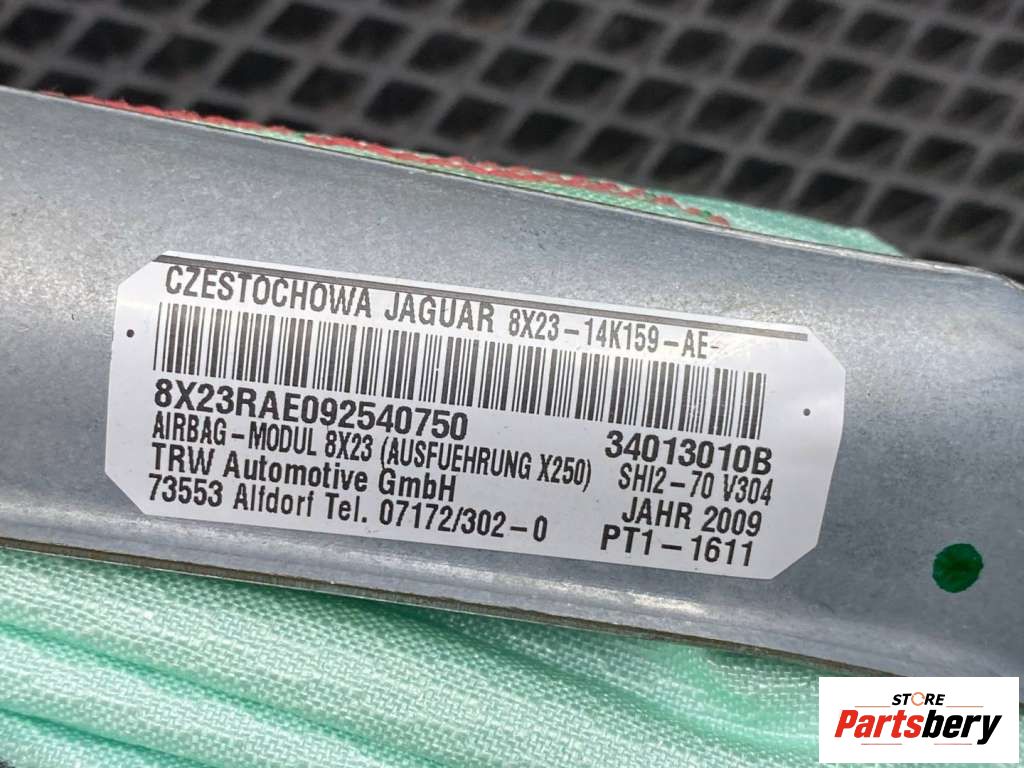 CZESTOCHOWA JAGUAR 8X23-14K159-AE-
8X23RAE092540750 34013010B
AIRBAG-MODUL 8X23 (AUSFUEHRUNG X250) SHI2-70 V304
TRW Automotive GmbH JAHR 2009
73553 Alfdorf Tel. 07172/302-0 PT1-1611
STORE
Partsbery